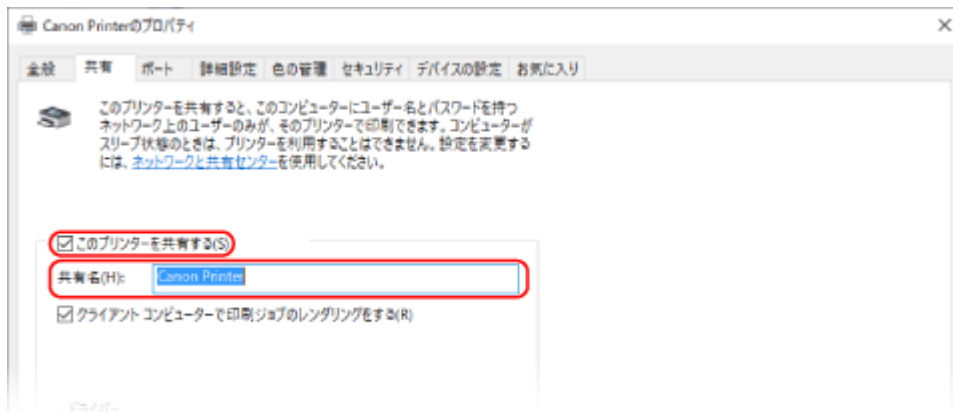 Canon Printerのプロパティ
全般 共有 ポート 詳細設定 色の管理 セキュリティ デバイスの設定 お気に入り
このプリンターを共有すると、このコンピューターにユーザー名とパスワードを持つ
ネットワーク上のユーザーのみが、そのプリンターで印刷できます。コンピューターが
スリープ状態のときは、プリンターを利用することはできません。設定を変更する
には、ネットワークと共有センターを使用してください。
このプリンターを共有する(S)
共有名(H): Canon Printer
クライアント コンピューターで印刷ジョブのレンダリングをする(R)
ドライバー